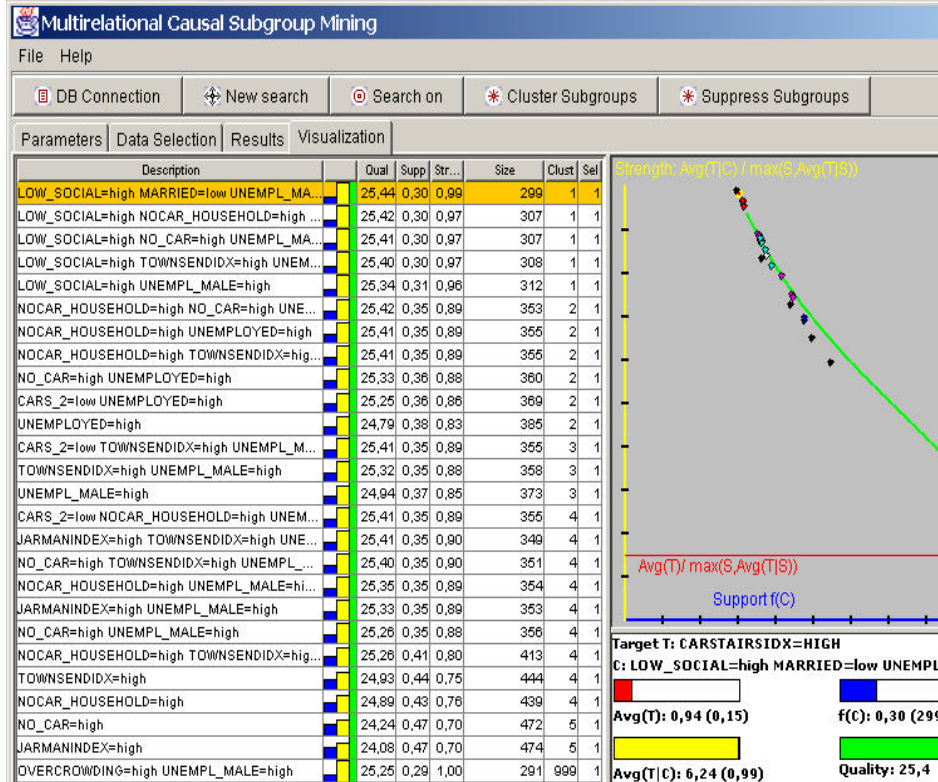 Multirelational Causal Subgroup Mining
File Help
DB Connection New search Search on Cluster Subgroups Suppress Subgroups
Parameters Data Selection Results Visualization
Description Qual Supp Str... Size Clust Sel
LOW_SOCIAL=high MARRIED=low UNEMPL_MA... 25,44 0,30 0,99 299 1 1
LOW_SOCIAL=high NOCAR_HOUSEHOLD=high ... 25,42 0,30 0,97 307 1 1
LOW_SOCIAL=high NO_CAR=high UNEMPL_MA... 25,41 0,30 0,97 307 1 1
LOW_SOCIAL=high TOWNSENDIDX=high UNEM... 25,40 0,30 0,97 308 1 1
LOW_SOCIAL=high UNEMPL_MALE=high 25,34 0,31 0,96 312 1 1
NOCAR_HOUSEHOLD=high NO_CAR=high UNE... 25,42 0,35 0,89 353 2 1
NOCAR_HOUSEHOLD=high UNEMPLOYED=high 25,41 0,35 0,89 355 2 1
NOCAR_HOUSEHOLD=high TOWNSENDIDX=hig... 25,41 0,35 0,89 355 2 1
NO_CAR=high UNEMPLOYED=high 25,33 0,36 0,88 360 2 1
CARS_2=low UNEMPLOYED=high 25,25 0,36 0,86 369 2 1
UNEMPLOYED=high 24,79 0,38 0,83 385 2 1
CARS_2=low TOWNSENDIDX=high UNEMPL_M... 25,41 0,35 0,89 355 3 1
TOWNSENDIDX=high UNEMPL_MALE=high 25,32 0,35 0,88 358 3 1
UNEMPL_MALE=high 24,94 0,37 0,85 373 3 1
CARS_2=low NOCAR_HOUSEHOLD=high UNEM... 25,41 0,35 0,89 355 4 1
JARMANINDEX=high TOWNSENDIDX=high UNE... 25,41 0,35 0,90 349 4 1
NO_CAR=high TOWNSENDIDX=high UNEMPL_... 25,40 0,35 0,90 351 4 1
NOCAR_HOUSEHOLD=high UNEMPL_MALE=hi... 25,35 0,35 0,89 354 4 1
JARMANINDEX=high UNEMPL_MALE=high 25,33 0,35 0,89 353 4 1
NO_CAR=high UNEMPL_MALE=high 25,26 0,35 0,88 356 4 1
NOCAR_HOUSEHOLD=high TOWNSENDIDX=hig... 25,26 0,41 0,80 413 4 1
TOWNSENDIDX=high 24,93 0,44 0,75 444 4 1
NOCAR_HOUSEHOLD=high 24,89 0,43 0,76 439 4 1
NO_CAR=high 24,24 0,47 0,70 472 5 1
JARMANINDEX=high 24,08 0,47 0,70 474 5 1
OVERCROWDING=high UNEMPL_MALE=high 25,25 0,29 1,00 291 999 1
Strength: Avg(T|C) / max(S,Avg(T|S))
Avg(T)/ max(S,Avg(T|S))
Support f(C)
Target T: CARSTAIRSIDX=HIGH
C: LOW_SOCIAL=high MARRIED=low UNEMPL
Avg(T): 0,94 (0,15) f(C): 0,30 (299
Avg(T|C): 6,24 (0,99) Quality: 25,4